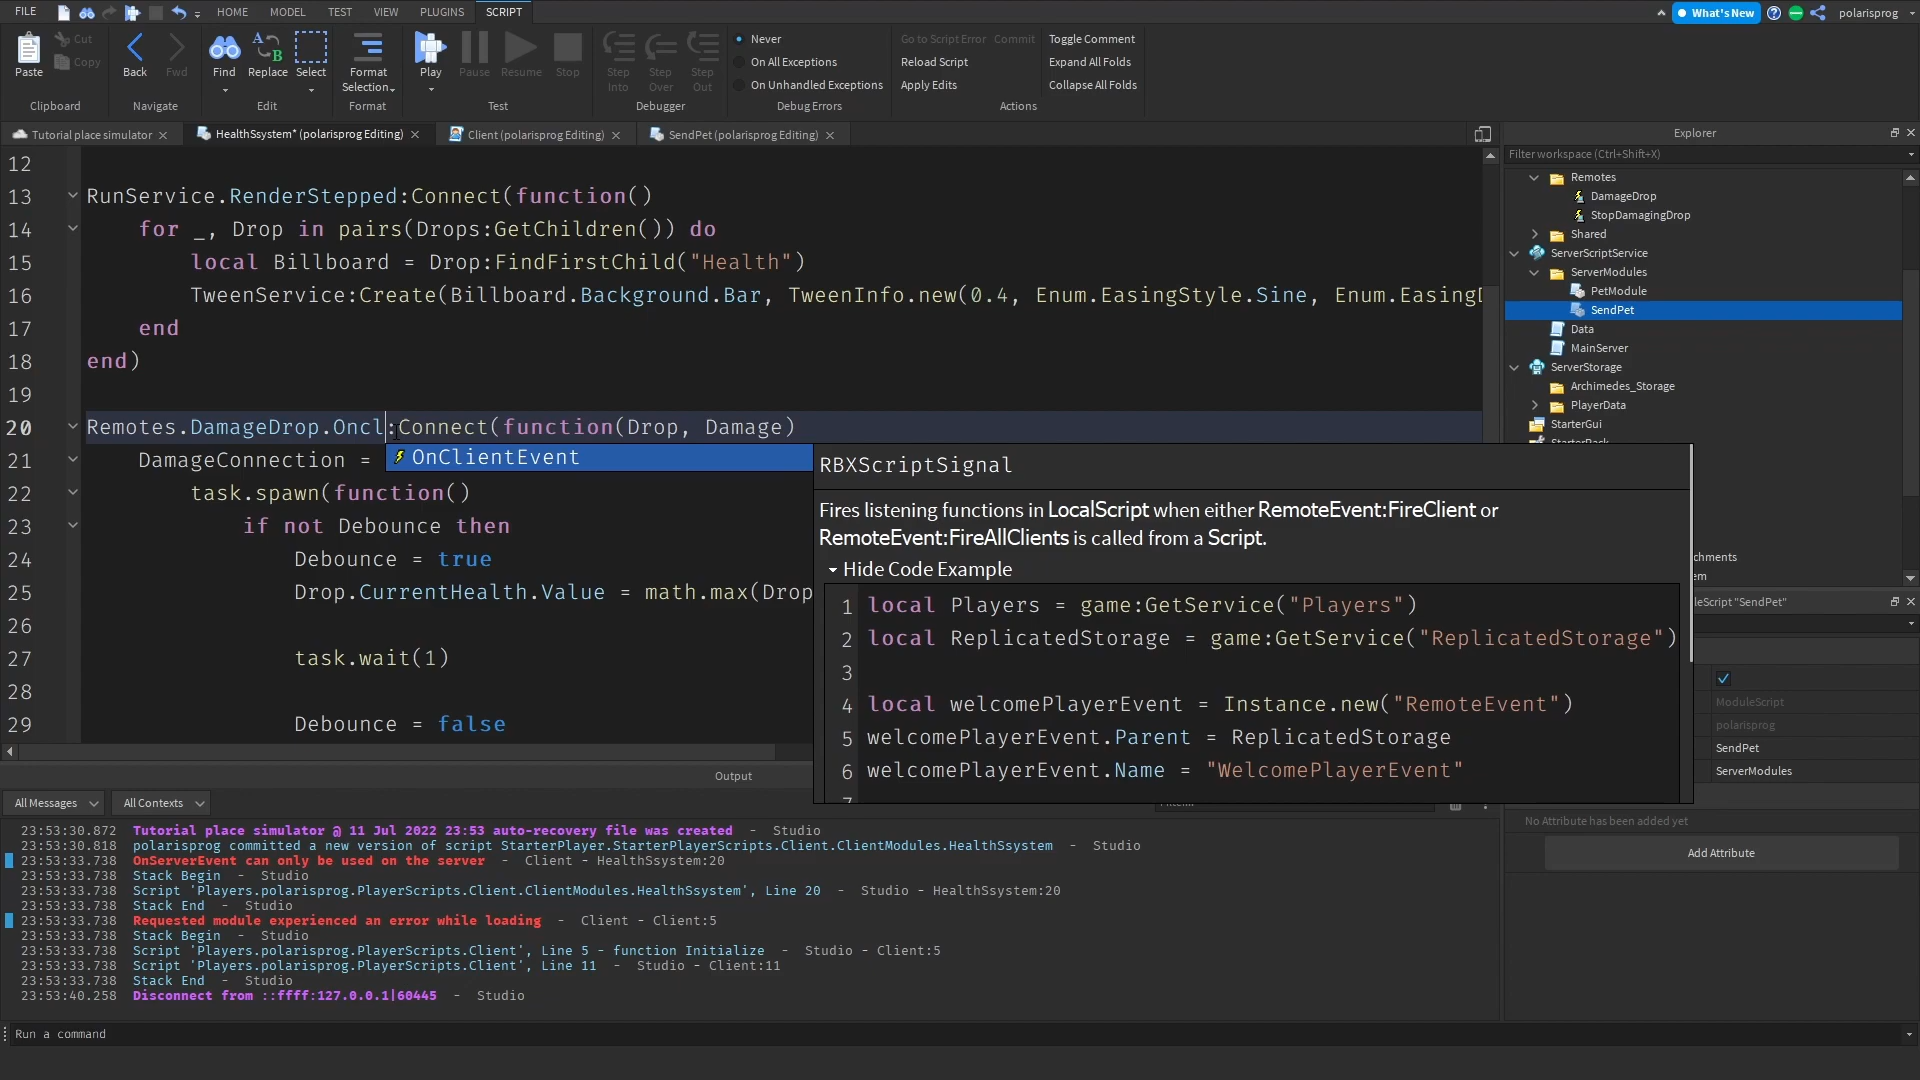 FILE HOME MODEL TEST VIEW PLUGINS SCRIPT What's New polarisprog
Paste Cut Copy Back Fwd Find Replace Select Format Selection Play Pause Resume Stop Step Into Step Over Step Out
Never
On All Exceptions
On Unhandled Exceptions
Go to Script Error Commit Toggle Comment
Reload Script Expand All Folds
Apply Edits Collapse All Folds
Clipboard Navigate Edit Format Test Debugger Debug Errors Actions
Tutorial place simulator HealthSsystem* (polarisprog Editing) Client (polarisprog Editing) SendPet (polarisprog Editing)
12
13 RunService.RenderStepped:Connect(function()
14 for _, Drop in pairs(Drops:GetChildren()) do
15 local Billboard = Drop:FindFirstChild("Health")
16 TweenService:Create(Billboard.Background.Bar, TweenInfo.new(0.4, Enum.EasingStyle.Sine, Enum.Easing
17 end
18 end)
19
20 Remotes.DamageDrop.Oncl:Connect(function(Drop, Damage)
21 DamageConnection =
22 task.spawn(function()
23 if not Debounce then
24 Debounce = true
25 Drop.CurrentHealth.Value = math.max(Drop
26
27 task.wait(1)
28
29 Debounce = false
OnClientEvent
RBXScriptSignal
Fires listening functions in LocalScript when either RemoteEvent:FireClient or
RemoteEvent:FireAllClients is called from a Script.
Hide Code Example
1 local Players = game:GetService("Players")
2 local ReplicatedStorage = game:GetService("ReplicatedStorage")
3
4 local welcomePlayerEvent = Instance.new("RemoteEvent")
5 welcomePlayerEvent.Parent = ReplicatedStorage
6 welcomePlayerEvent.Name = "WelcomePlayerEvent"
Explorer
Filter workspace (Ctrl+Shift+X)
Remotes
DamageDrop
StopDamagingDrop
Shared
ServerScriptService
ServerModules
PetModule
SendPet
Data
MainServer
ServerStorage
Archimedes_Storage
PlayerData
StarterGui
chments
em
leScript "SendPet"
ModuleScript
polarisprog
SendPet
ServerModules
No Attribute has been added yet
Add Attribute
Output
All Messages All Contexts
23:53:30.872 Tutorial place simulator @ 11 Jul 2022 23:53 auto-recovery file was created - Studio
23:53:30.818 polarisprog committed a new version of script StarterPlayer.StarterPlayerScripts.Client.ClientModules.HealthSsystem - Studio
23:53:33.738 OnServerEvent can only be used on the server - Client - HealthSsystem:20
23:53:33.738 Stack Begin - Studio
23:53:33.738 Script 'Players.polarisprog.PlayerScripts.Client.ClientModules.HealthSsystem', Line 20 - Studio - HealthSsystem:20
23:53:33.738 Stack End - Studio
23:53:33.738 Requested module experienced an error while loading - Client - Client:5
23:53:33.738 Stack Begin - Studio
23:53:33.738 Script 'Players.polarisprog.PlayerScripts.Client', Line 5 - function Initialize - Studio - Client:5
23:53:33.738 Script 'Players.polarisprog.PlayerScripts.Client', Line 11 - Studio - Client:11
23:53:33.738 Stack End - Studio
23:53:40.258 Disconnect from ::ffff:127.0.0.1|60445 - Studio
Run a command